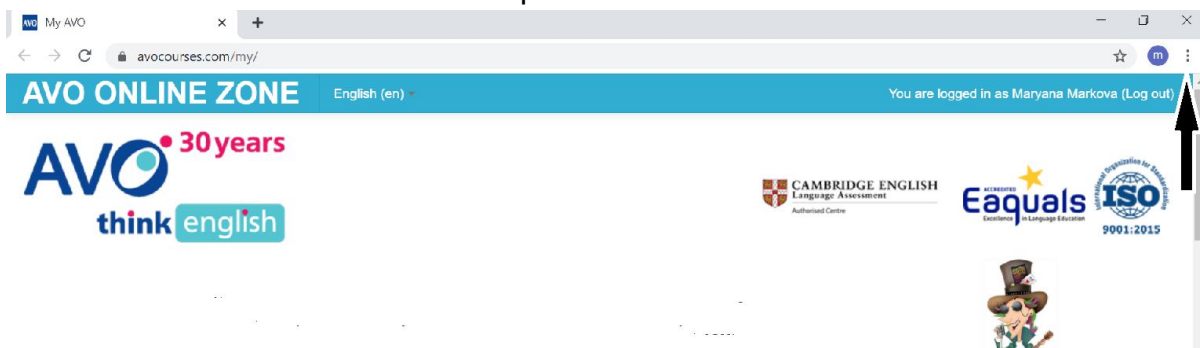 My AVO
avocourses.com/my/
m
AVO ONLINE ZONE English (en) You are logged in as Maryana Markova (Log out)
AVO 30 years
think english
CAMBRIDGE ENGLISH
Language Assessment
Authorised Centre
ACCREDITED
Eaquals
Excellence in Language Education
International Organization for Standardization
ISO
9001:2015